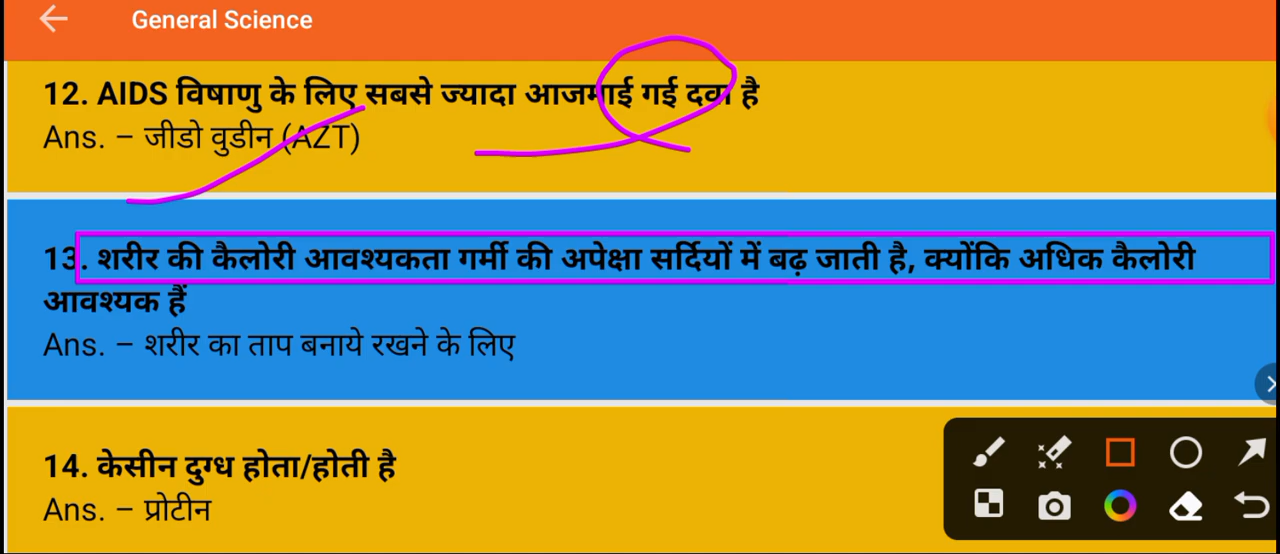 General Science
12. AIDS विषाणु के लिए सबसे ज्यादा आजमाई गई दवा है
Ans. – जीडो वुडीन (AZT)
13. शरीर की कैलोरी आवश्यकता गर्मी की अपेक्षा सर्दियों में बढ़ जाती है, क्योंकि अधिक कैलोरी
आवश्यक हैं
Ans. – शरीर का ताप बनाये रखने के लिए
14. केसीन दुग्ध होता/होती है
Ans. – प्रोटीन